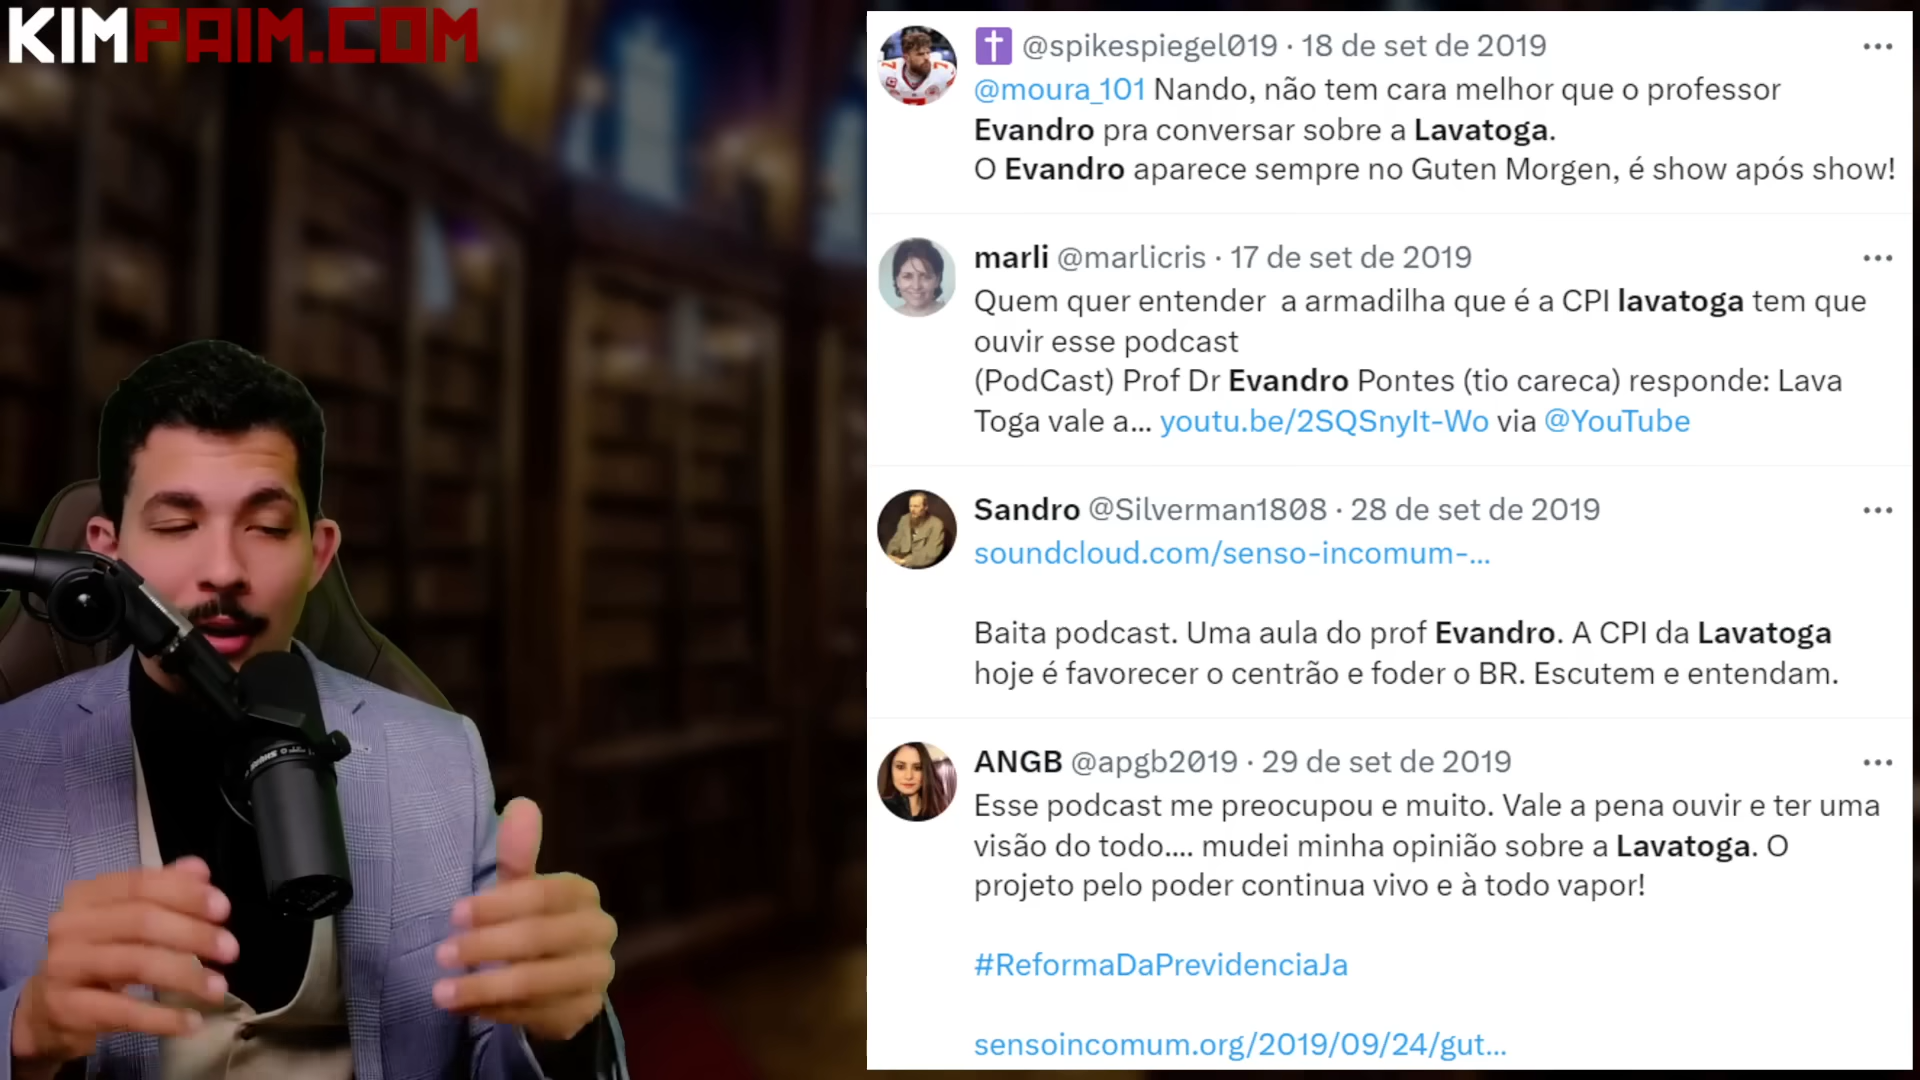 KIMPAIM.COM
@spikespiegel019 · 18 de set de 2019
@moura_101 Nando, não tem cara melhor que o professor
Evandro pra conversar sobre a Lavatoga.
O Evandro aparece sempre no Guten Morgen, é show após show!
marli @marlicris · 17 de set de 2019
Quem quer entender a armadilha que é a CPI lavatoga tem que
ouvir esse podcast
(PodCast) Prof Dr Evandro Pontes (tio careca) responde: Lava
Toga vale a... youtu.be/2SQSnyIt-Wo via @YouTube
Sandro @Silverman1808 · 28 de set de 2019
soundcloud.com/senso-incomum-...
Baita podcast. Uma aula do prof Evandro. A CPI da Lavatoga
hoje é favorecer o centrão e foder o BR. Escutem e entendam.
ANGB @apgb2019 · 29 de set de 2019
Esse podcast me preocupou e muito. Vale a pena ouvir e ter uma
visão do todo.... mudei minha opinião sobre a Lavatoga. O
projeto pelo poder continua vivo e à todo vapor!
#ReformaDaPrevidenciaJa
sensoincomum.org/2019/09/24/gut...